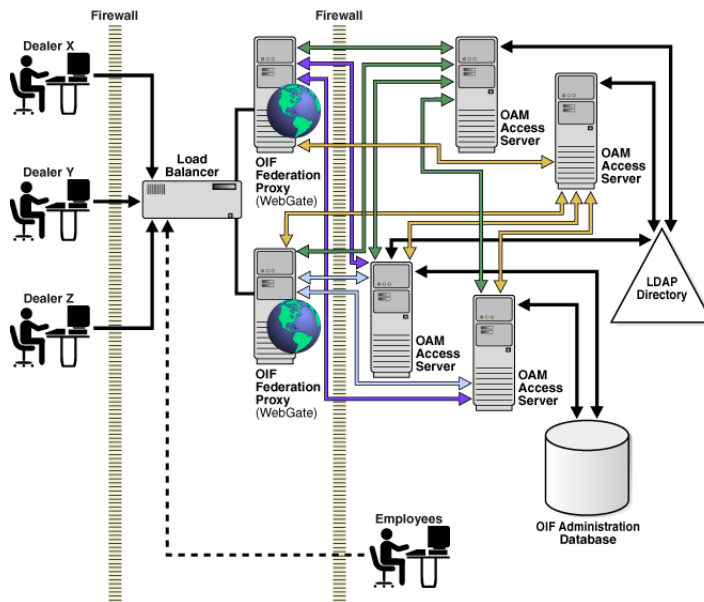 Firewall
Firewall
Dealer X
OAM
Access
Server
OAM
Access
Server
Load
Balancer
OIF
Federation
Proxy
(WebGate)
Dealer Y
LDAP
Directory
Dealer Z
OAM
Access
Server
OAM
Access
Server
OIF
Federation
Proxy
(WebGate)
Employees
OIF Administration
Database